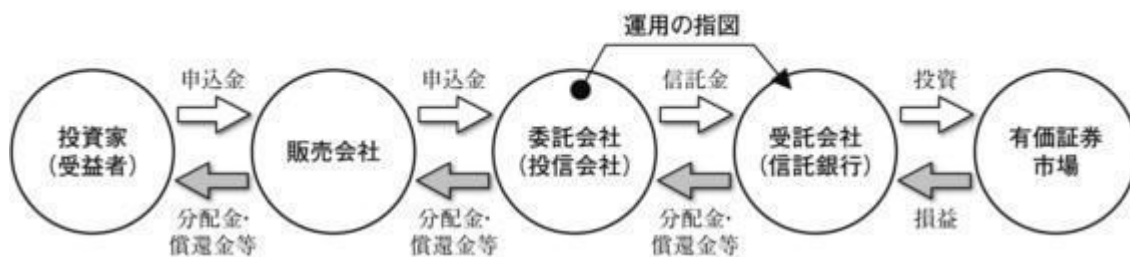 運用の指図
申込金
申込金
信託金
投資
投資家
(受益者)
販売会社
委託会社
(投信会社)
受託会社
(信託銀行)
有価証券
市場
分配金・
償還金等
分配金・
償還金等
分配金・
償還金等
損益